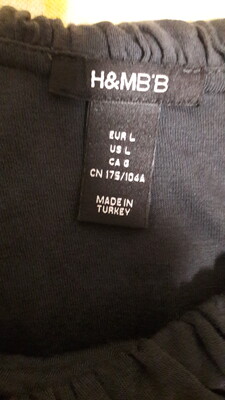 H&MB'B
EUR L
US L
CA G
CN 175/104A
MADE IN
TURKEY